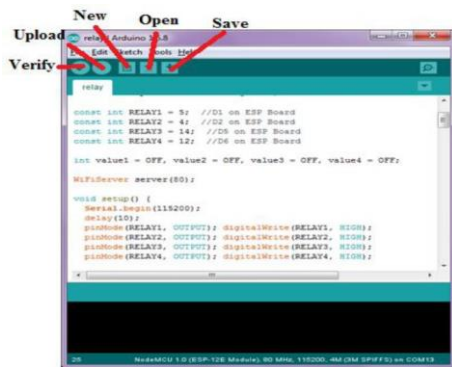 New Open Save
Upload
Verify
relay Arduino
File Edit Sketch Tools Help
relay
const int RELAY1 = 5; //D1 on ESP Board
const int RELAY2 = 4; //D2 on ESP Board
const int RELAY3 = 14; //D5 on ESP Board
const int RELAY4 = 12; //D6 on ESP Board
int value1 = OFF, value2 = OFF, value3 = OFF, value4 = OFF;
WiFiServer server(80);
void setup() {
Serial.begin(115200);
delay(10);
pinMode(RELAY1, OUTPUT); digitalWrite(RELAY1, HIGH);
pinMode(RELAY2, OUTPUT); digitalWrite(RELAY2, HIGH);
pinMode(RELAY3, OUTPUT); digitalWrite(RELAY3, HIGH);
pinMode(RELAY4, OUTPUT); digitalWrite(RELAY4, HIGH);
NodeMCU 1.0 (ESP-12E Module), 80 MHz, 115200, 4M (3M SPIFFS) on COM13